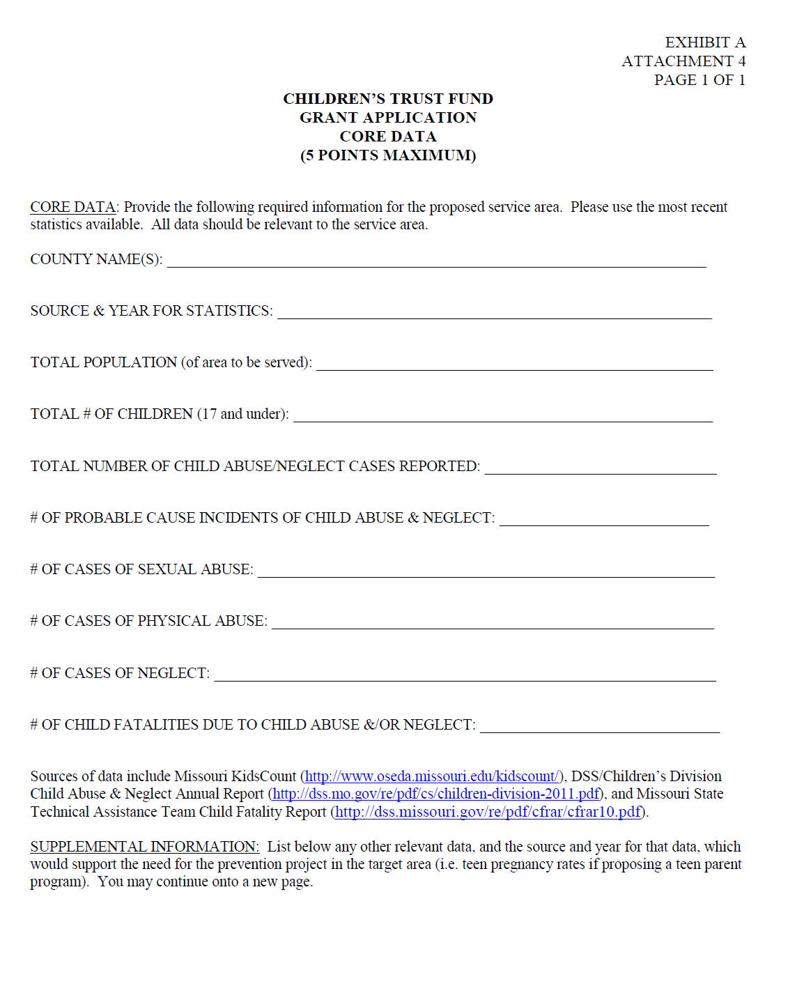 EXHIBIT A
ATTACHMENT 4
PAGE 1 OF 1
CHILDREN’S TRUST FUND
GRANT APPLICATION
CORE DATA
(5 POINTS MAXIMUM)
CORE DATA: Provide the following required information for the proposed service area.  Please use the most recent
statistics available.  All data should be relevant to the service area.
COUNTY NAME(S): ____________________
SOURCE & YEAR FOR STATISTICS: ____________________
TOTAL POPULATION (of area to be served): ____________________
TOTAL # OF CHILDREN (17 and under): ____________________
TOTAL NUMBER OF CHILD ABUSE/NEGLECT CASES REPORTED: ____________________
# OF PROBABLE CAUSE INCIDENTS OF CHILD ABUSE & NEGLECT: ____________________
# OF CASES OF SEXUAL ABUSE: ____________________
# OF CASES OF PHYSICAL ABUSE: ____________________
# OF CASES OF NEGLECT: ____________________
# OF CHILD FATALITIES DUE TO CHILD ABUSE &/OR NEGLECT: ____________________
Sources of data include Missouri KidsCount (http://www.oseda.missouri.edu/kidscount/), DSS/Children’s Division
Child Abuse & Neglect Annual Report (http://dss.mo.gov/re/pdf/cs/children-division-2011.pdf), and Missouri State
Technical Assistance Team Child Fatality Report (http://dss.missouri.gov/re/pdf/cfrar/cfrar10.pdf).
SUPPLEMENTAL INFORMATION:  List below any other relevant data, and the source and year for that data, which
would support the need for the prevention project in the target area (i.e. teen pregnancy rates if proposing a teen parent
program).  You may continue onto a new page.